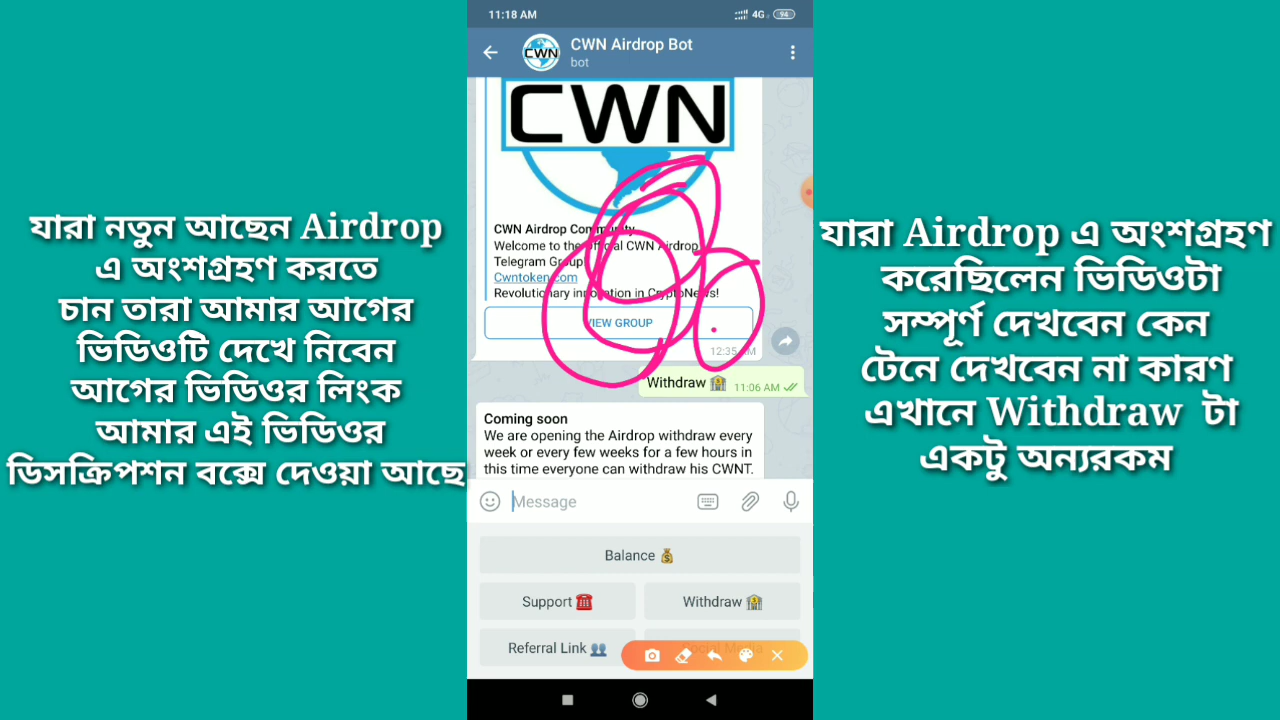 যারা নতুন আছেন Airdrop
এ অংশগ্রহণ করতে
চান তারা আমার আগের
ভিডিওটি দেখে নিবেন
আগের ভিডিওর লিংক
আমার এই ভিডিওর
ডিসক্রিপশন বক্সে দেওয়া আছে
11:18 AM
4G
94
CWN
CWN Airdrop Bot
bot
CWN
CWN Airdrop Community
Welcome to the official CWN Airdrop
Telegram Group!
Cwntoken.com
Revolutionary innovation in CryptoNews!
VIEW GROUP
12:35 AM
Withdraw
11:06 AM
Coming soon
We are opening the Airdrop withdraw every
week or every few weeks for a few hours in
this time everyone can withdraw his CWNT.
Message
Balance
Support
Withdraw
Referral Link
Social Media
যারা Airdrop এ অংশগ্রহণ
করেছিলেন ভিডিওটা
সম্পূর্ণ দেখবেন কেন
টেনে দেখবেন না কারণ
এখানে Withdraw টা
একটু অন্যরকম